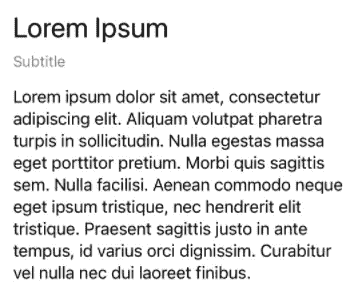 Lorem Ipsum
Subtitle
Lorem ipsum dolor sit amet, consectetur
adipiscing elit. Aliquam volutpat pharetra
turpis in sollicitudin. Nulla egestas massa
eget porttitor pretium. Morbi quis sagittis
sem. Nulla facilisi. Aenean commodo neque
eget ipsum tristique, nec hendrerit elit
tristique. Praesent sagittis justo in ante
tempus, id varius orci dignissim. Curabitur
vel nulla nec dui laoreet finibus.